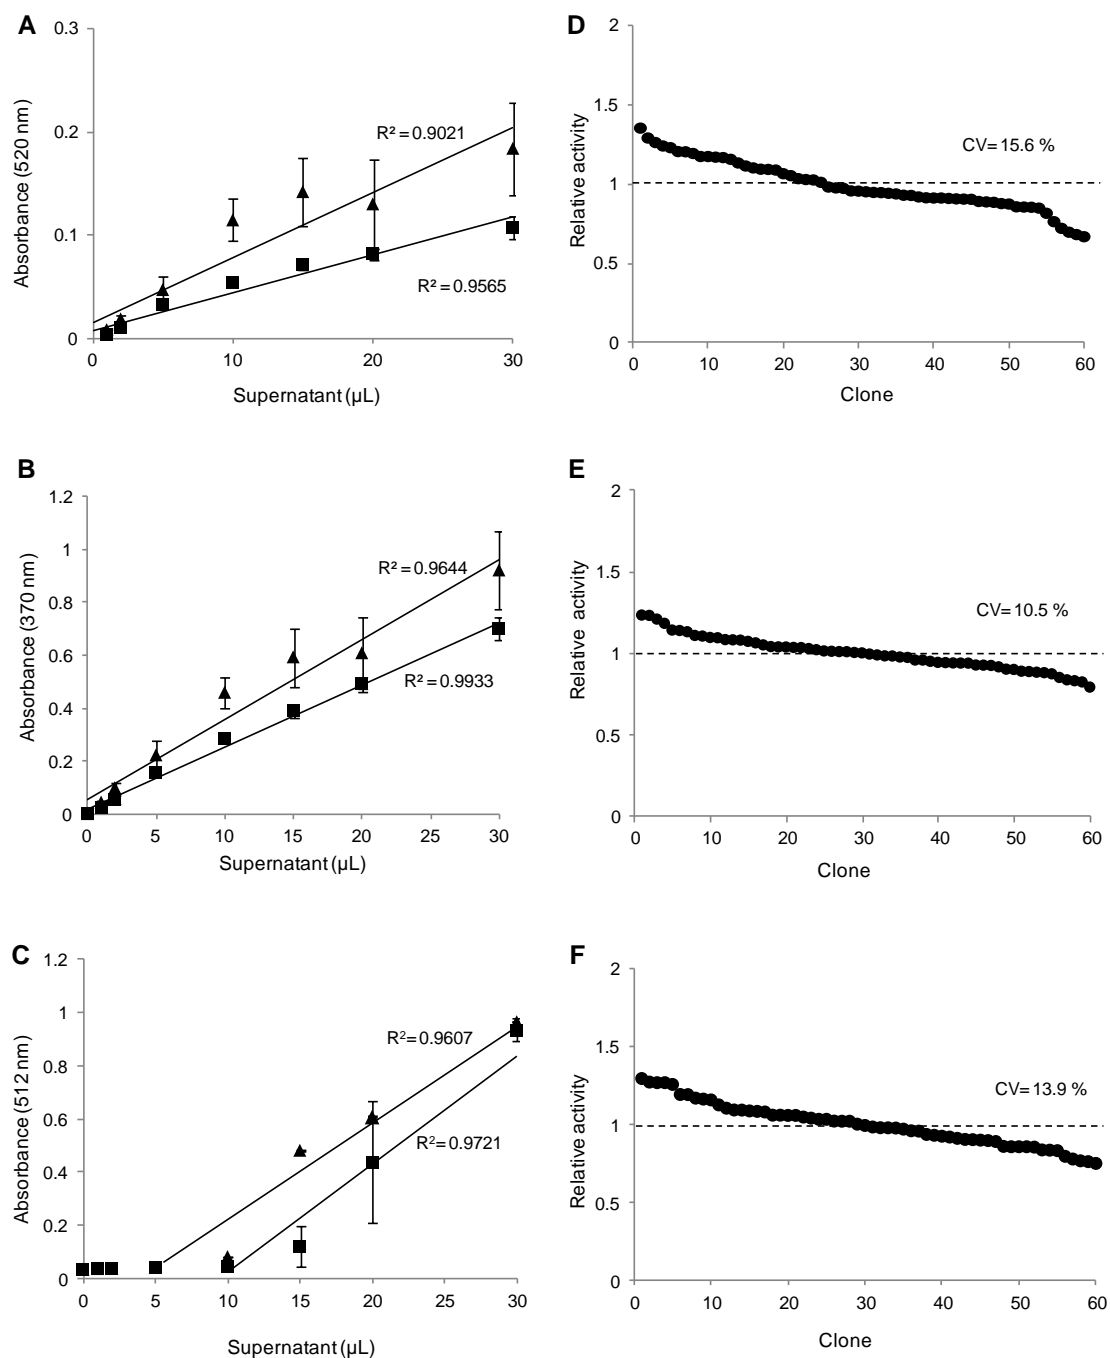 A
Absorbance (520 nm)
0.3
0.2
0.1
0
R² = 0.9021
R² = 0.9565
0 10 20 30
Supernatant (µL)
D
Relative activity
2
1.5
1
0.5
0
CV= 15.6 %
0 10 20 30 40 50 60
Clone
B
Absorbance (370 nm)
1.2
1
0.8
0.6
0.4
0.2
0
R² = 0.9644
R² = 0.9933
0 5 10 15 20 25 30
Supernatant (µL)
E
Relative activity
2
1.5
1
0.5
0
CV= 10.5 %
0 10 20 30 40 50 60
Clone
C
Absorbance (512 nm)
1.2
1
0.8
0.6
0.4
0.2
0
R² = 0.9607
R² = 0.9721
0 5 10 15 20 25 30
Supernatant (µL)
F
Relative activity
2
1.5
1
0.5
0
CV= 13.9 %
0 10 20 30 40 50 60
Clone